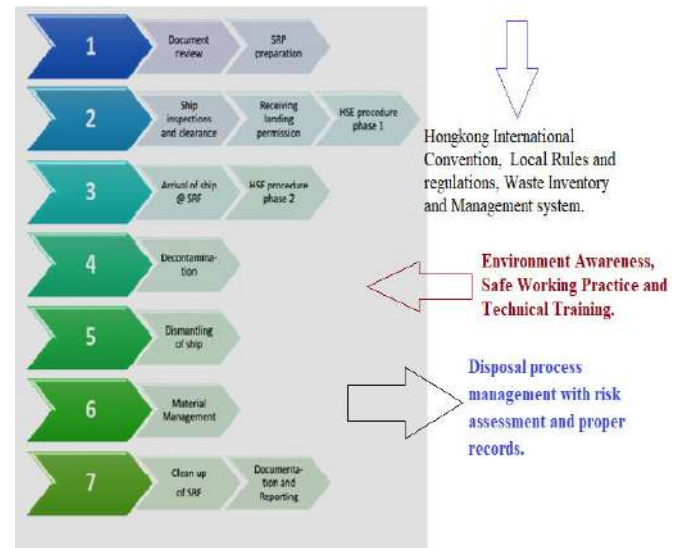 1
Document
review
SRP
preparation
2
Ship
inspections
and clearance
Receiving
landing
permission
HSE procedure
phase 1
3
Arrival of ship
@ SRF
HSE procedure
phase 2
4
Decontamina-
tion
5
Dismantling
of ship
6
Material
Management
7
Clean up
of SRF
Documenta-
tion and
Reporting
Hongkong International
Convention, Local Rules and
regulations, Waste Inventory
and Management system.
Environment Awareness,
Safe Working Practice and
Technical Training.
Disposal process
management with risk
assessment and proper
records.